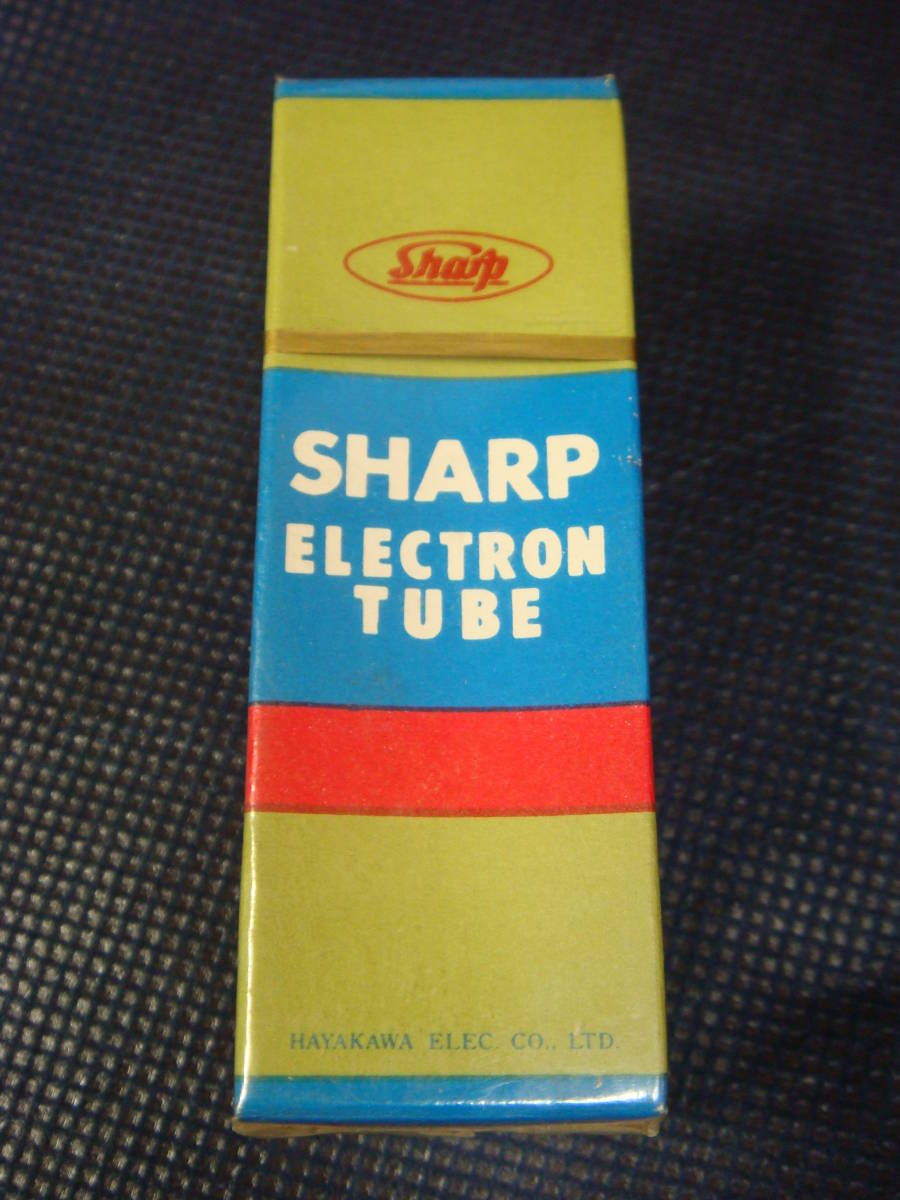 Sharp
SHARP
ELECTRON
TUBE
HAYAKAWA ELEC. CO., LTD.